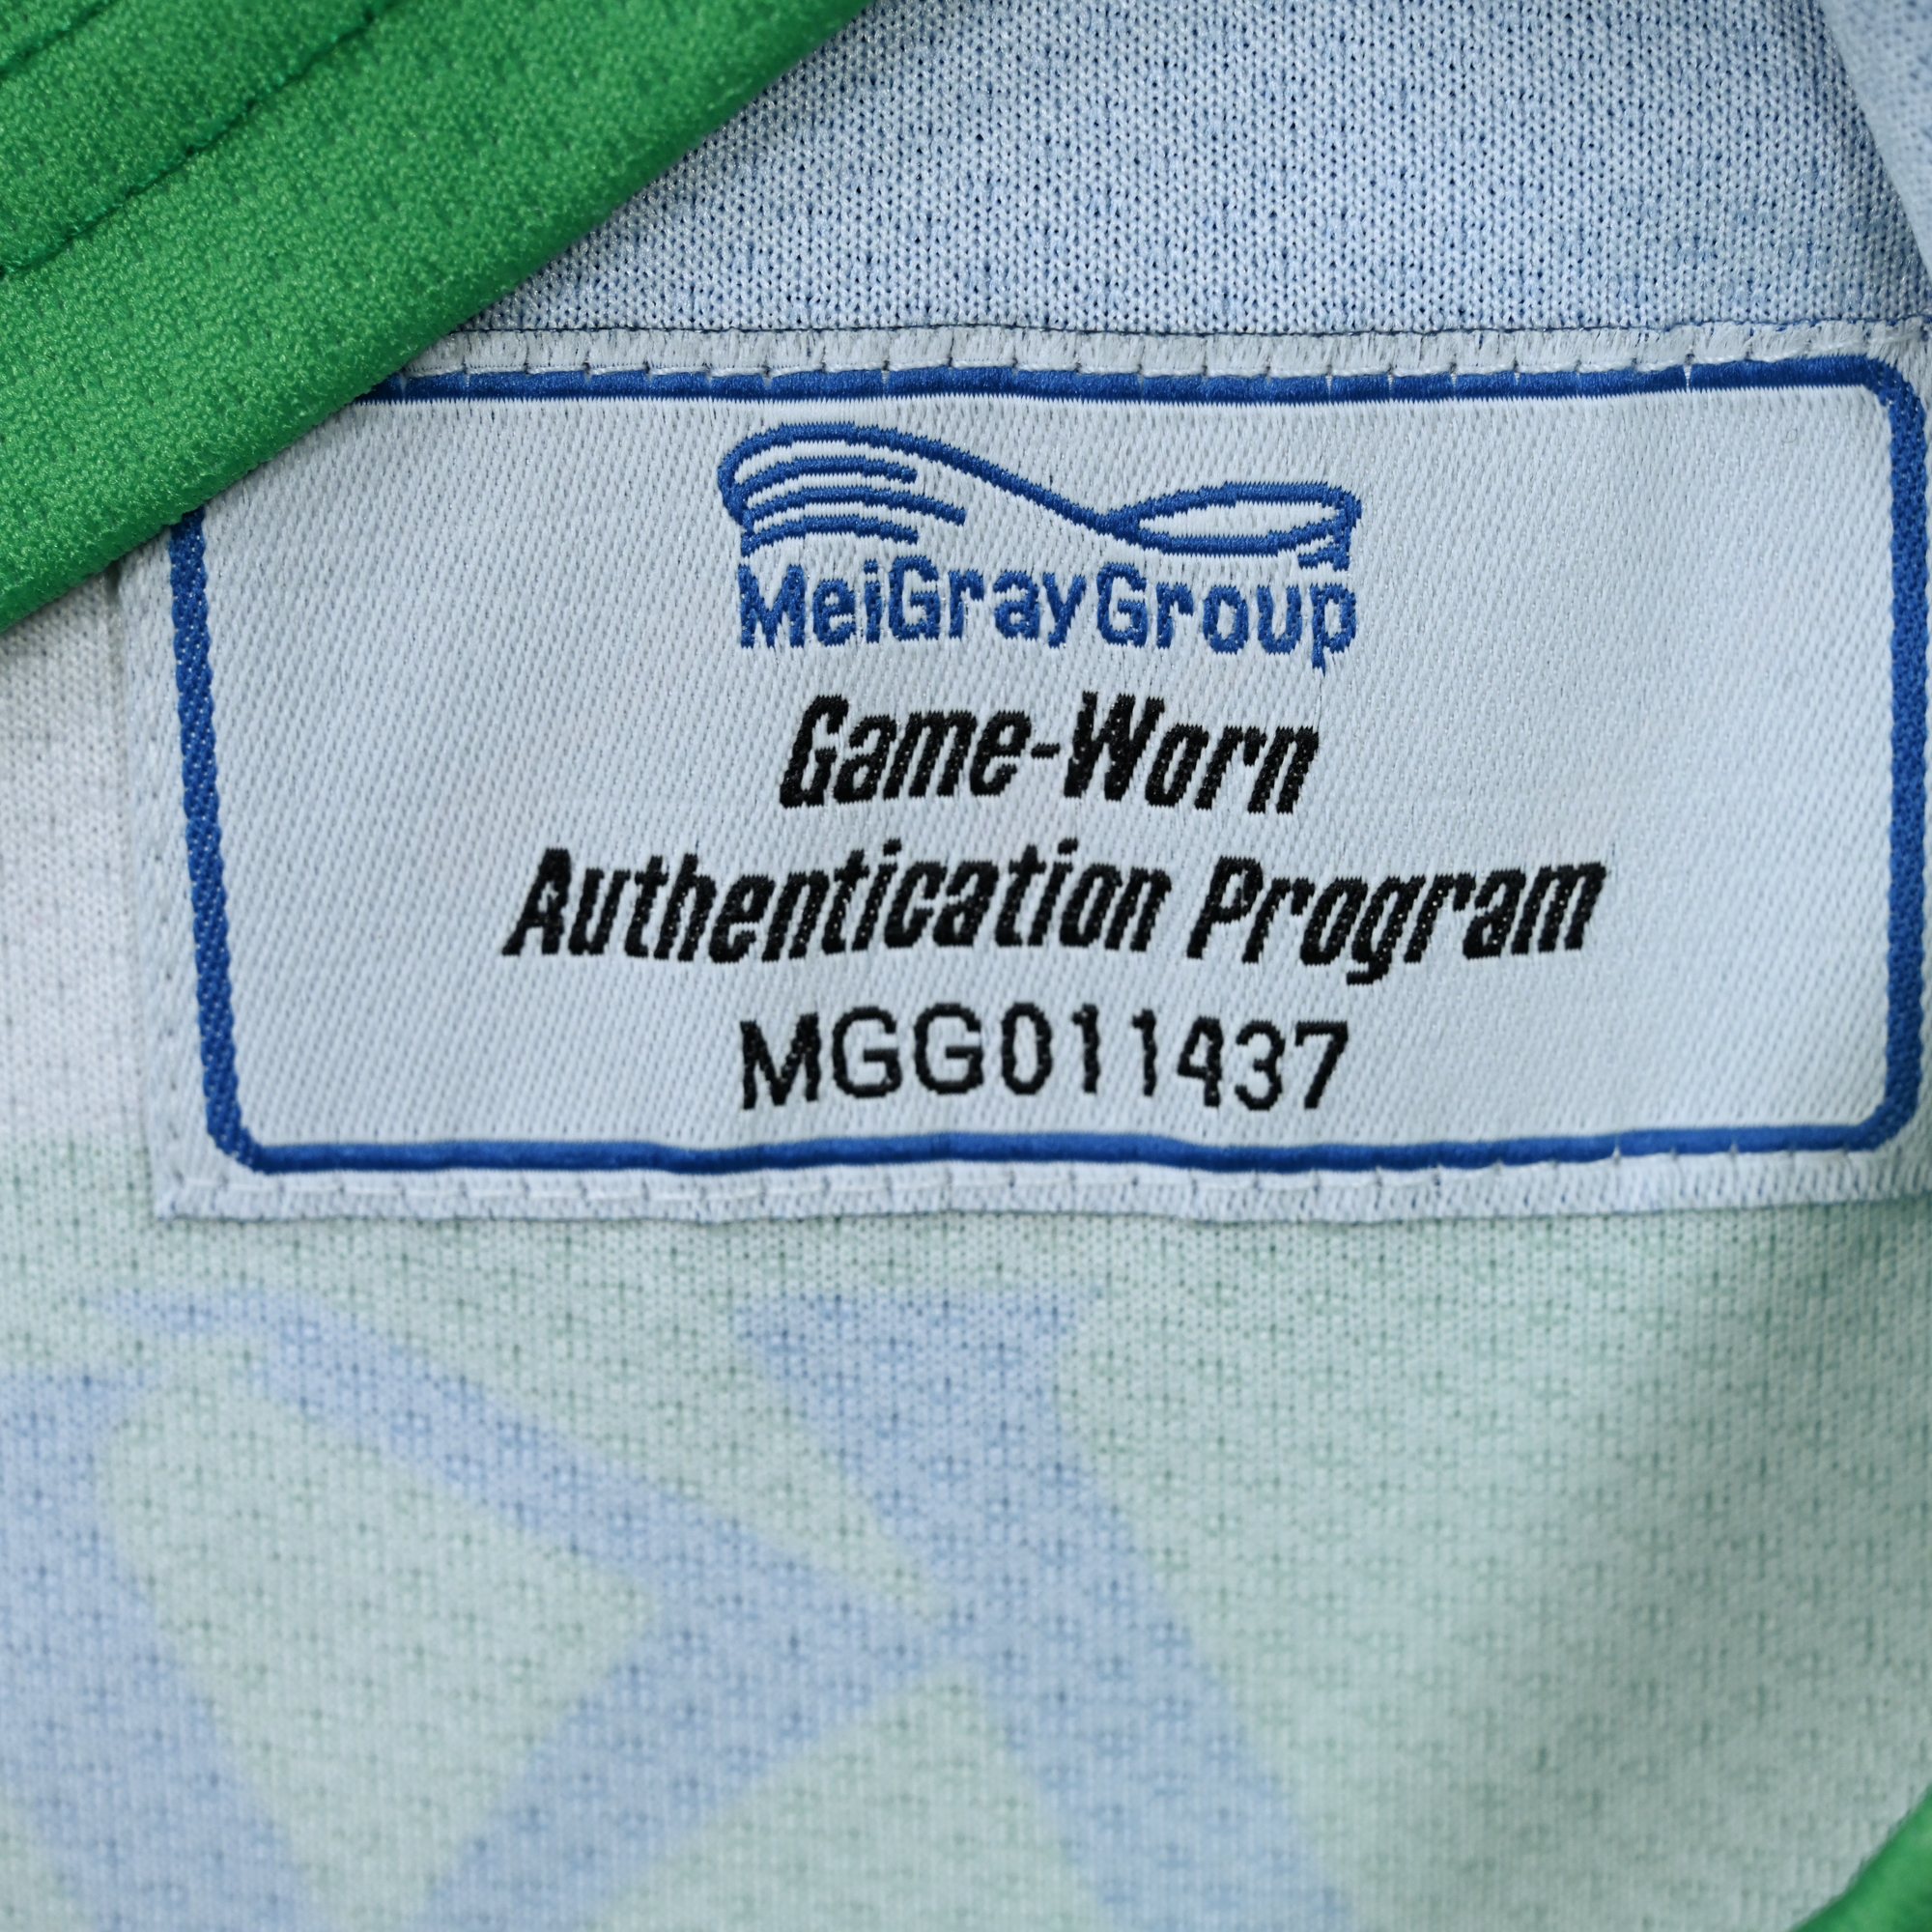 MeiGrayGroup
Game-Worn
Authentication Program
MGG011437